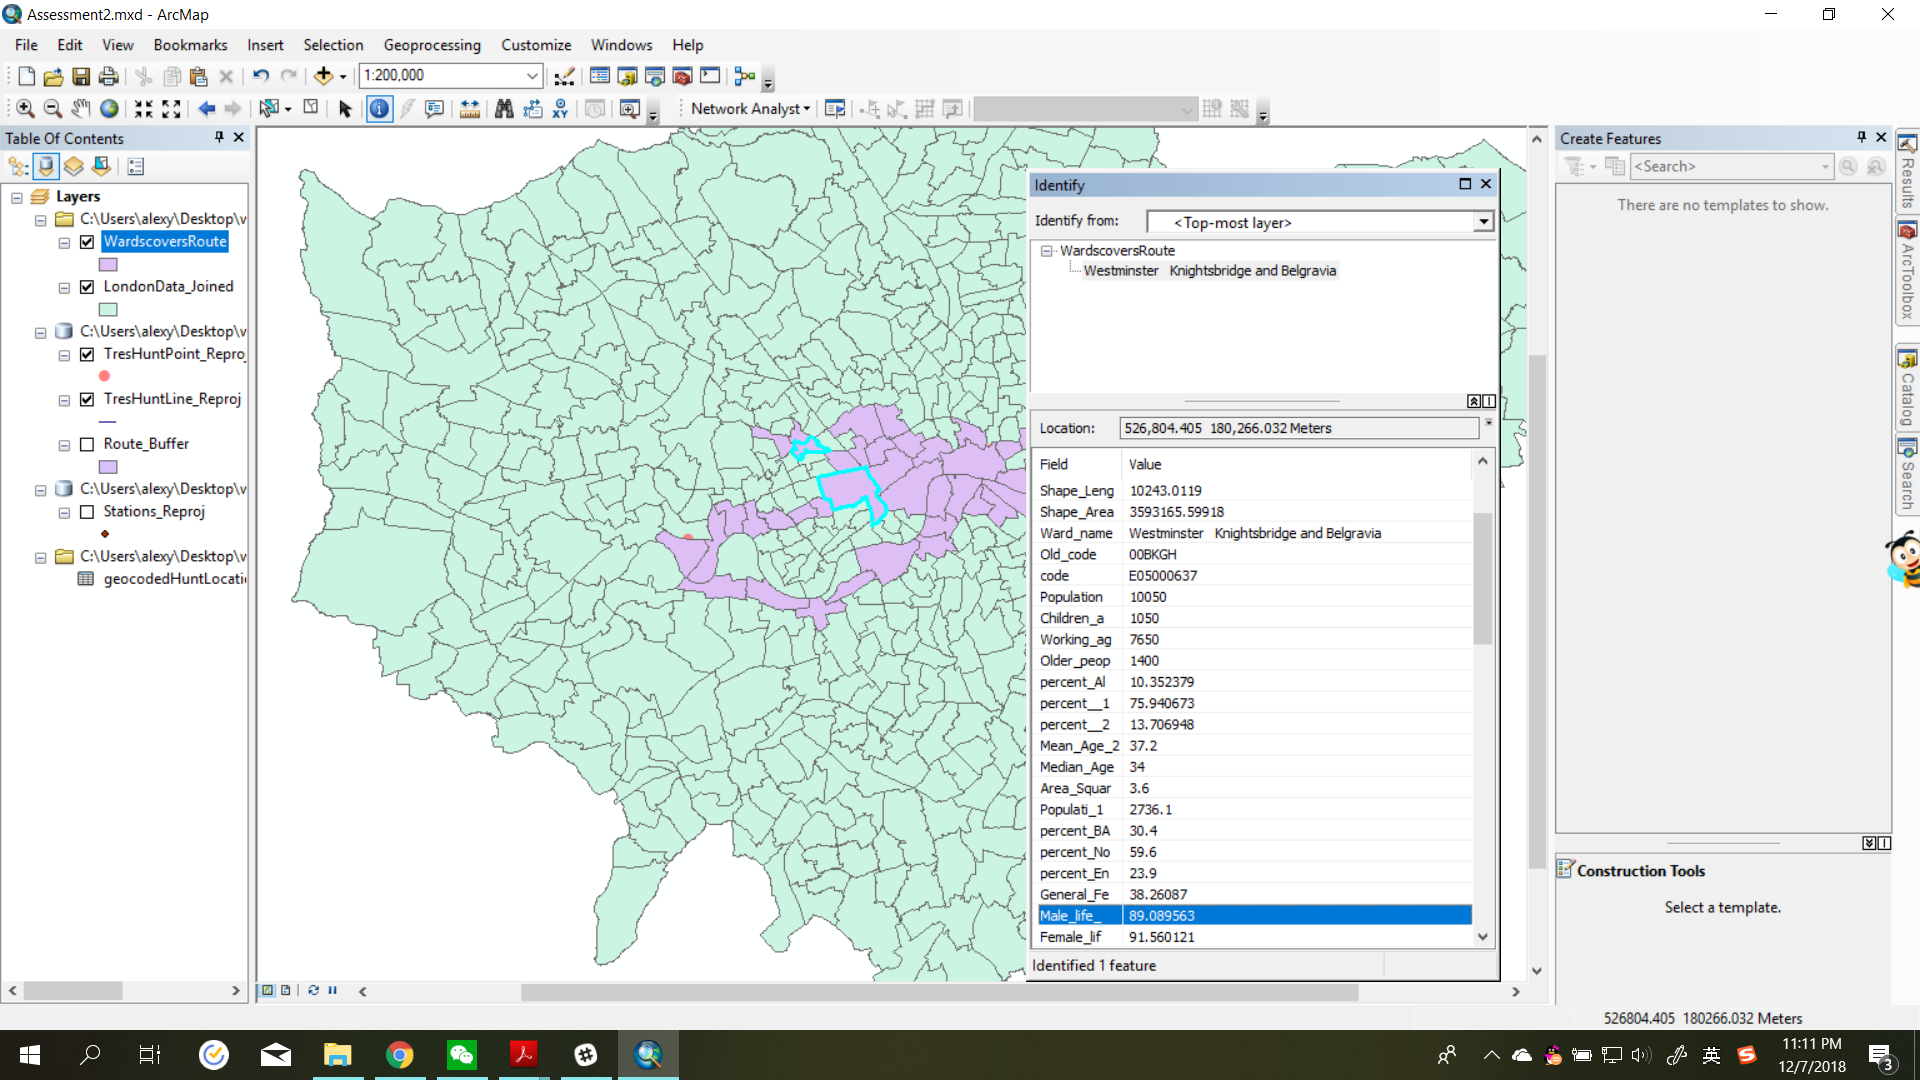 Assessment2.mxd - ArcMap
File Edit View Bookmarks Insert Selection Geoprocessing Customize Windows Help
1:200,000
Network Analyst
Table Of Contents
Layers
C:\Users\alexy\Desktop\v
WardscoversRoute
LondonData_Joined
C:\Users\alexy\Desktop\v
TresHuntPoint_Repro
TresHuntLine_Reproj
Route_Buffer
C:\Users\alexy\Desktop\v
Stations_Reproj
C:\Users\alexy\Desktop\v
geocodedHuntLocati
Identify
Identify from: <Top-most layer>
WardscoversRoute
Westminster Knightsbridge and Belgravia
Location: 526,804.405 180,266.032 Meters
Field Value
Shape_Leng 10243.0119
Shape_Area 3593165.59918
Ward_name Westminster Knightsbridge and Belgravia
Old_code 00BKGH
code E05000637
Population 10050
Children_a 1050
Working_ag 7650
Older_peop 1400
percent_Al 10.352379
percent__1 75.940673
percent__2 13.706948
Mean_Age_2 37.2
Median_Age 34
Area_Squar 3.6
Populati_1 2736.1
percent_BA 30.4
percent_No 59.6
percent_En 23.9
General_Fe 38.26087
Male_life_ 89.089563
Female_lif 91.560121
Identified 1 feature
Create Features
<Search>
There are no templates to show.
Construction Tools
Select a template.
Results
ArcToolbox
Catalog
Search
526804.405 180266.032 Meters
英
11:11 PM
12/7/2018
3